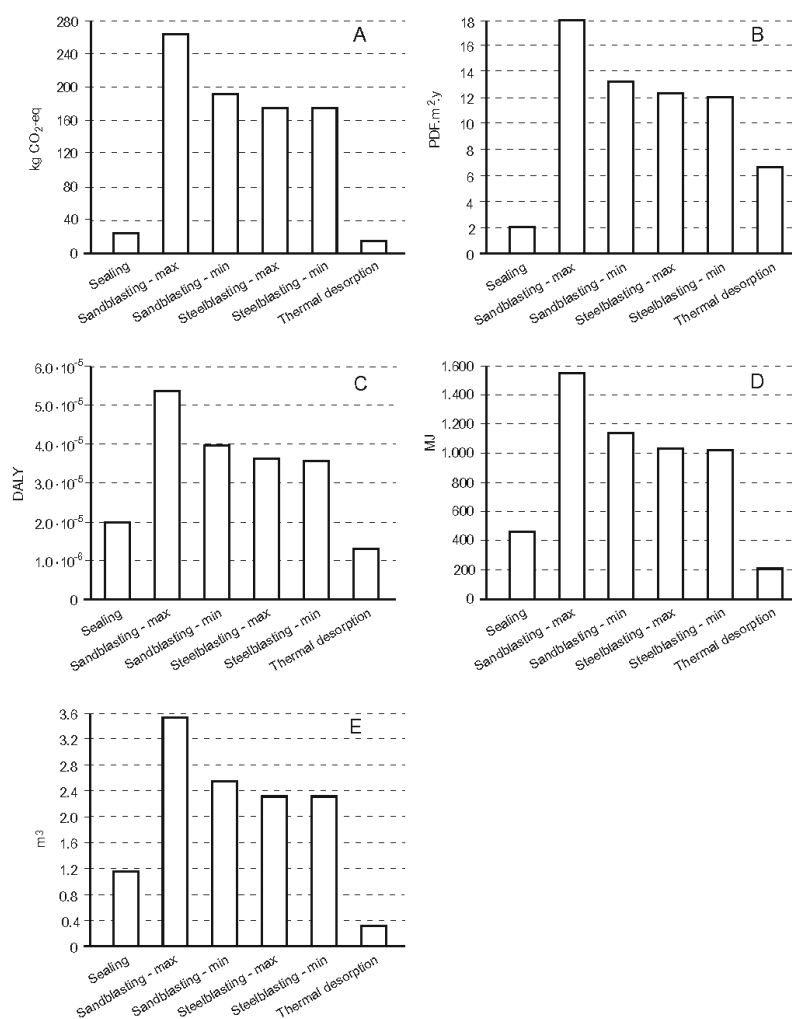 A
kg CO₂-eq
280
240
200
160
120
80
40
0
Sealing
Sandblasting - max
Sandblasting - min
Steelblasting - max
Steelblasting - min
Thermal desorption
B
PDF.m².y
18
16
14
12
10
8
6
4
2
0
Sealing
Sandblasting - max
Sandblasting - min
Steelblasting - max
Steelblasting - min
Thermal desorption
C
DALY
6.0·10⁻⁵
5.0·10⁻⁵
4.0·10⁻⁵
3.0·10⁻⁵
2.0·10⁻⁵
1.0·10⁻⁶
0
Sealing
Sandblasting - max
Sandblasting - min
Steelblasting - max
Steelblasting - min
Thermal desorption
D
MJ
1.600
1.400
1.200
1.000
800
600
400
200
0
Sealing
Sandblasting - max
Sandblasting - min
Steelblasting - max
Steelblasting - min
Thermal desorption
E
m³
3.6
3.2
2.8
2.4
2.0
1.6
1.2
0.8
0.4
0
Sealing
Sandblasting - max
Sandblasting - min
Steelblasting - max
Steelblasting - min
Thermal desorption